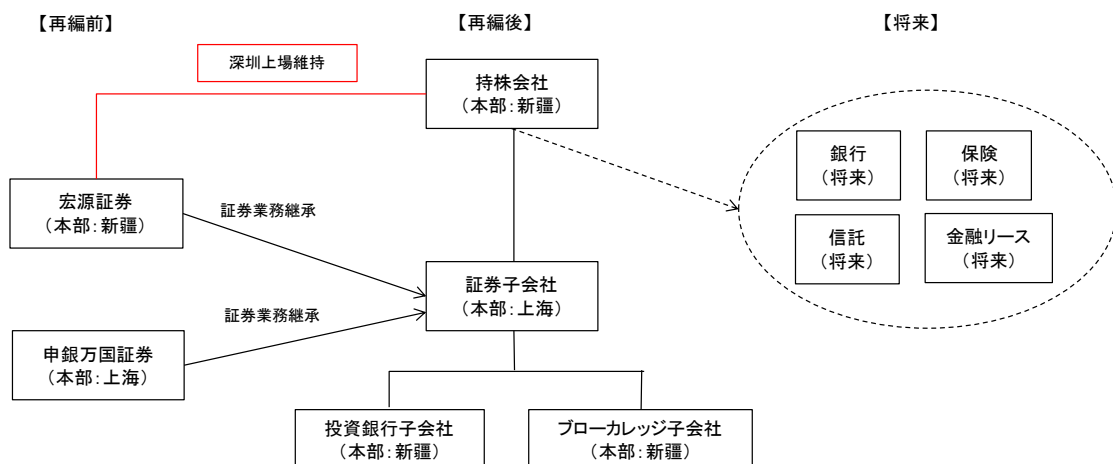 【再編前】
【再編後】
【将来】
深圳上場維持
持株会社
（本部：新疆）
銀行
（将来）
保険
（将来）
宏源証券
（本部：新疆）
証券業務継承
信託
（将来）
金融リース
（将来）
証券子会社
（本部：上海）
証券業務継承
申銀万国証券
（本部：上海）
投資銀行子会社
（本部：新疆）
ブローカレッジ子会社
（本部：新疆）